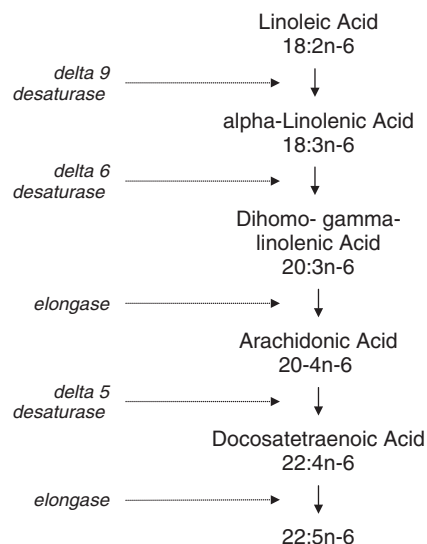 Linoleic Acid
18:2n-6
delta 9
desaturase
alpha-Linolenic Acid
18:3n-6
delta 6
desaturase
Dihomo- gamma-
linolenic Acid
20:3n-6
elongase
Arachidonic Acid
20-4n-6
delta 5
desaturase
Docosatetraenoic Acid
22:4n-6
elongase
22:5n-6